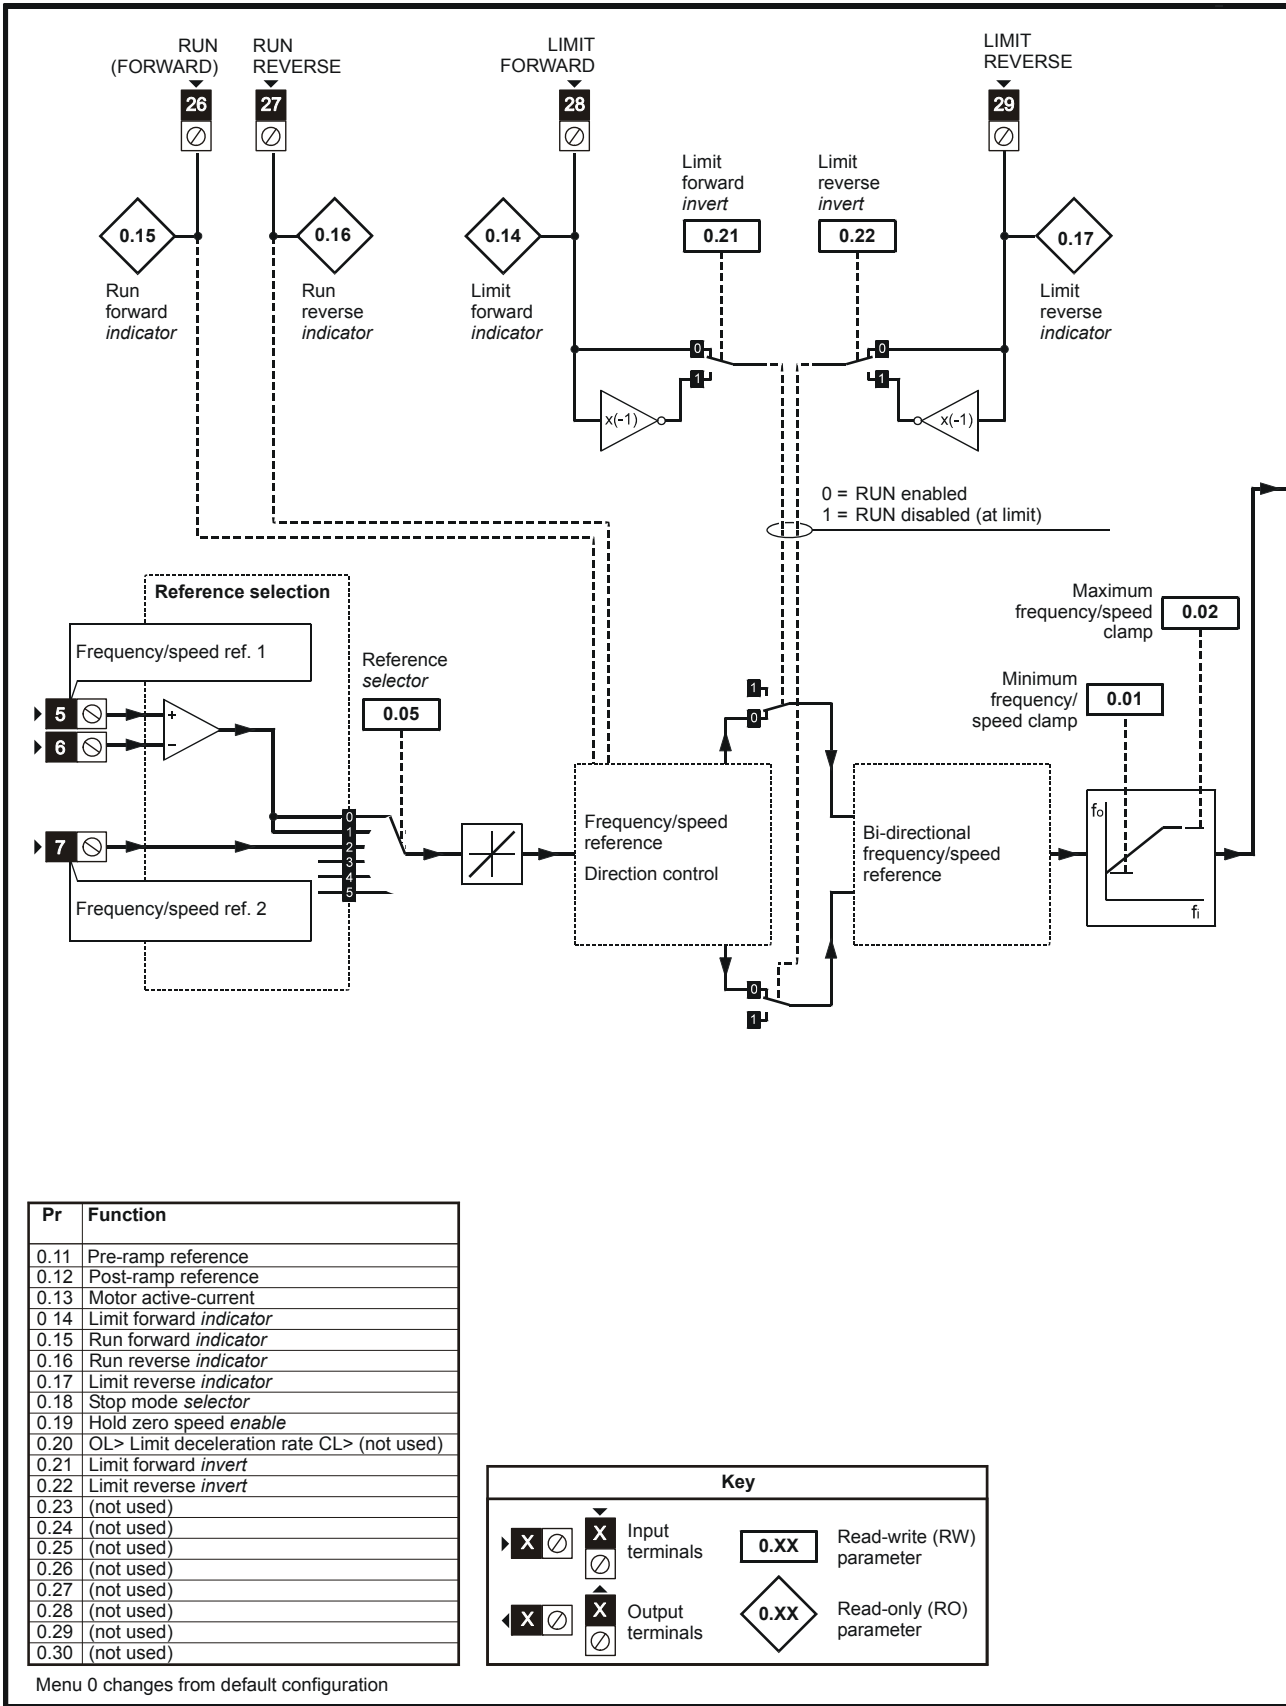 RUN
(FORWARD)
RUN
REVERSE
LIMIT
FORWARD
LIMIT
REVERSE
26
27
28
29
Limit
forward
invert
Limit
reverse
invert
0.15
0.16
0.14
0.21
0.22
0.17
Run
forward
indicator
Run
reverse
indicator
Limit
forward
indicator
Limit
reverse
indicator
0
1
0
1
x(-1)
x(-1)
0 = RUN enabled
1 = RUN disabled (at limit)
Reference selection
Frequency/speed ref. 1
Reference
selector
0.05
5
6
+
−
7
Frequency/speed ref. 2
0
1
2
3
4
5
Frequency/speed
reference
Direction control
1
0
0
1
Bi-directional
frequency/speed
reference
Maximum
frequency/speed
clamp
0.02
Minimum
frequency/
speed clamp
0.01
fo
fi
Pr Function
0.11 Pre-ramp reference
0.12 Post-ramp reference
0.13 Motor active-current
0 14 Limit forward indicator
0.15 Run forward indicator
0.16 Run reverse indicator
0.17 Limit reverse indicator
0.18 Stop mode selector
0.19 Hold zero speed enable
0.20 OL> Limit deceleration rate CL> (not used)
0.21 Limit forward invert
0.22 Limit reverse invert
0.23 (not used)
0.24 (not used)
0.25 (not used)
0.26 (not used)
0.27 (not used)
0.28 (not used)
0.29 (not used)
0.30 (not used)
Menu 0 changes from default configuration
Key
X
X
Input
terminals
0.XX
Read-write (RW)
parameter
X
X
Output
terminals
0.XX
Read-only (RO)
parameter